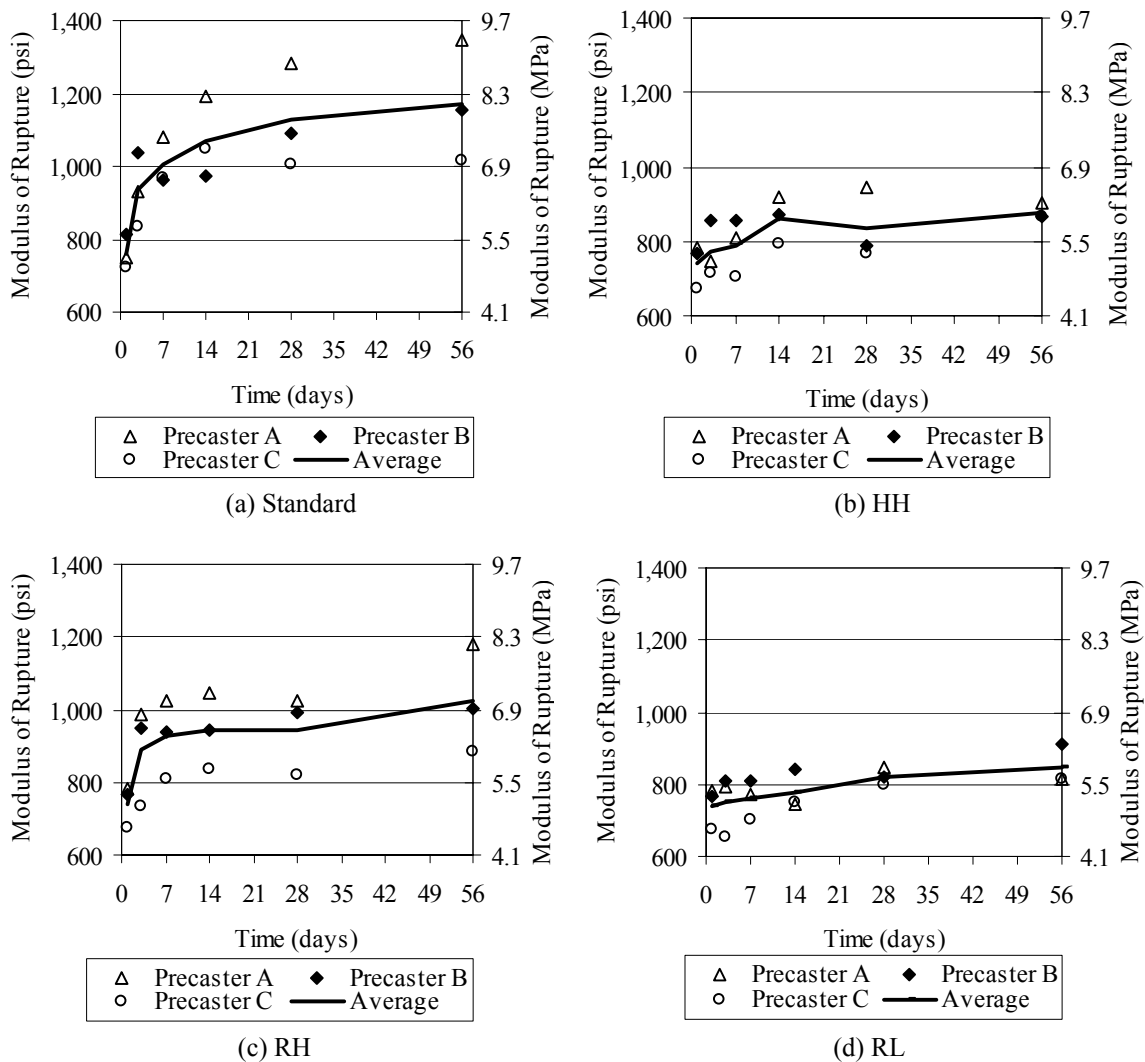 Modulus of Rupture (psi)
1,400
1,200
1,000
800
600
9.7
8.3
6.9
5.5
4.1
Modulus of Rupture (MPa)
0 7 14 21 28 35 42 49 56
Time (days)
Precaster A Precaster B
Precaster C Average
(a) Standard
Modulus of Rupture (psi)
1,400
1,200
1,000
800
600
9.7
8.3
6.9
5.5
4.1
Modulus of Rupture (MPa)
0 7 14 21 28 35 42 49 56
Time (days)
Precaster A Precaster B
Precaster C Average
(b) HH
Modulus of Rupture (psi)
1,400
1,200
1,000
800
600
9.7
8.3
6.9
5.5
4.1
Modulus of Rupture (MPa)
0 7 14 21 28 35 42 49 56
Time (days)
Precaster A Precaster B
Precaster C Average
(c) RH
Modulus of Rupture (psi)
1,400
1,200
1,000
800
600
9.7
8.3
6.9
5.5
4.1
Modulus of Rupture (MPa)
0 7 14 21 28 35 42 49 56
Time (days)
Precaster A Precaster B
Precaster C Average
(d) RL